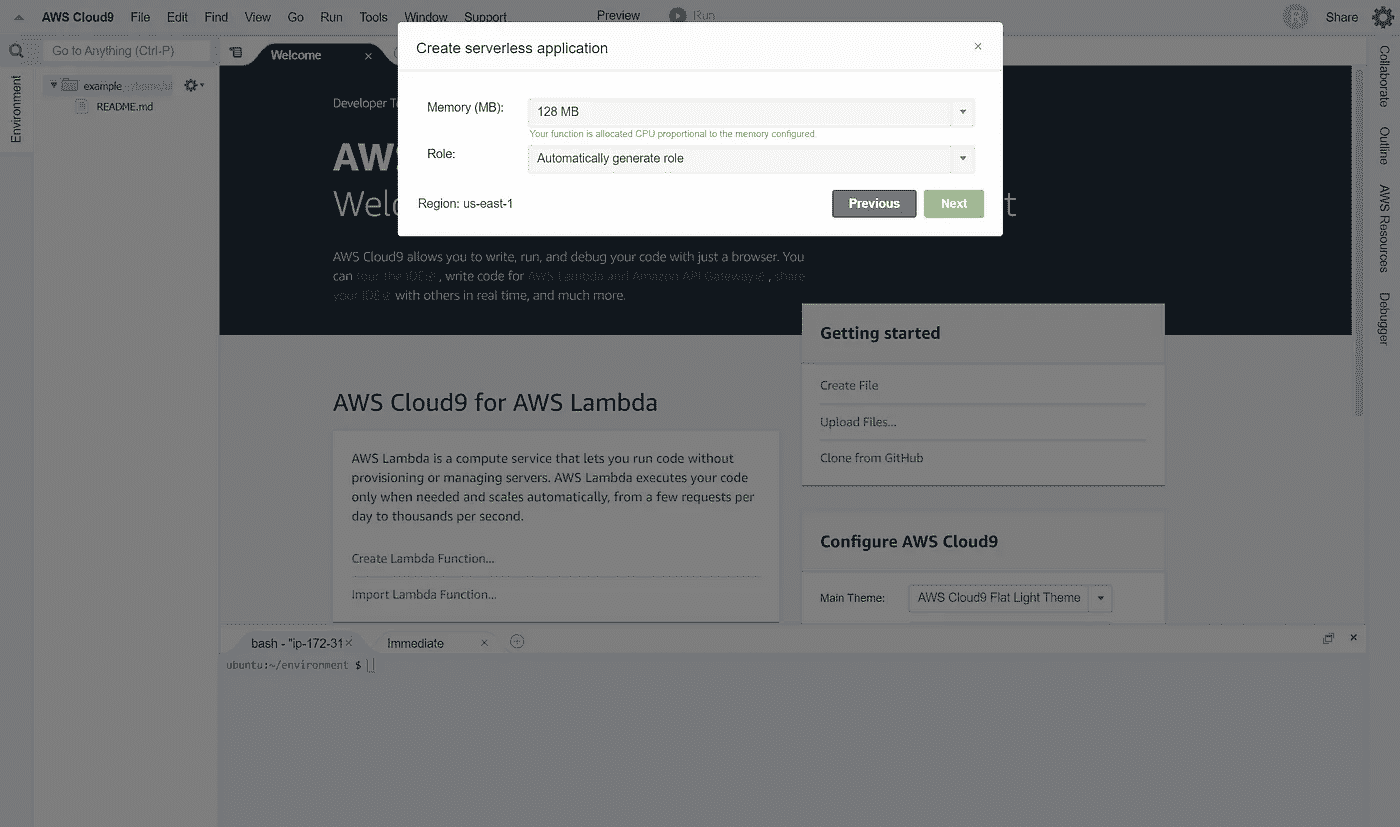 AWS Cloud9 File Edit Find View Go Run Tools Window Support Preview Run Share
Go to Anything (Ctrl-P)
Welcome
Create serverless application
Memory (MB): 128 MB
Your function is allocated CPU proportional to the memory configured
Role: Automatically generate role
Region: us-east-1 Previous Next
Environment
example
README.md
Developer T
AWS
Welc t
AWS Cloud9 allows you to write, run, and debug your code with just a browser. You
can tour the IDE, write code for AWS Lambda and Amazon API Gateway, share
your IDE with others in real time, and much more.
Getting started
Create File
Upload Files...
Clone from GitHub
AWS Cloud9 for AWS Lambda
AWS Lambda is a compute service that lets you run code without
provisioning or managing servers. AWS Lambda executes your code
only when needed and scales automatically, from a few requests per
day to thousands per second.
Create Lambda Function...
Import Lambda Function...
Configure AWS Cloud9
Main Theme: AWS Cloud9 Flat Light Theme
bash - "ip-172-31 Immediate
ubuntu:~/environment $
Collaborate
Outline
AWS Resources
Debugger